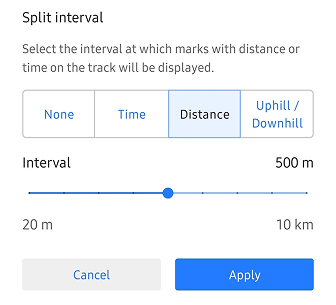 Split interval
Select the interval at which marks with distance or
time on the track will be displayed.
None
Time
Distance
Uphill /
Downhill
Interval
500 m
20 m
10 km
Cancel
Apply